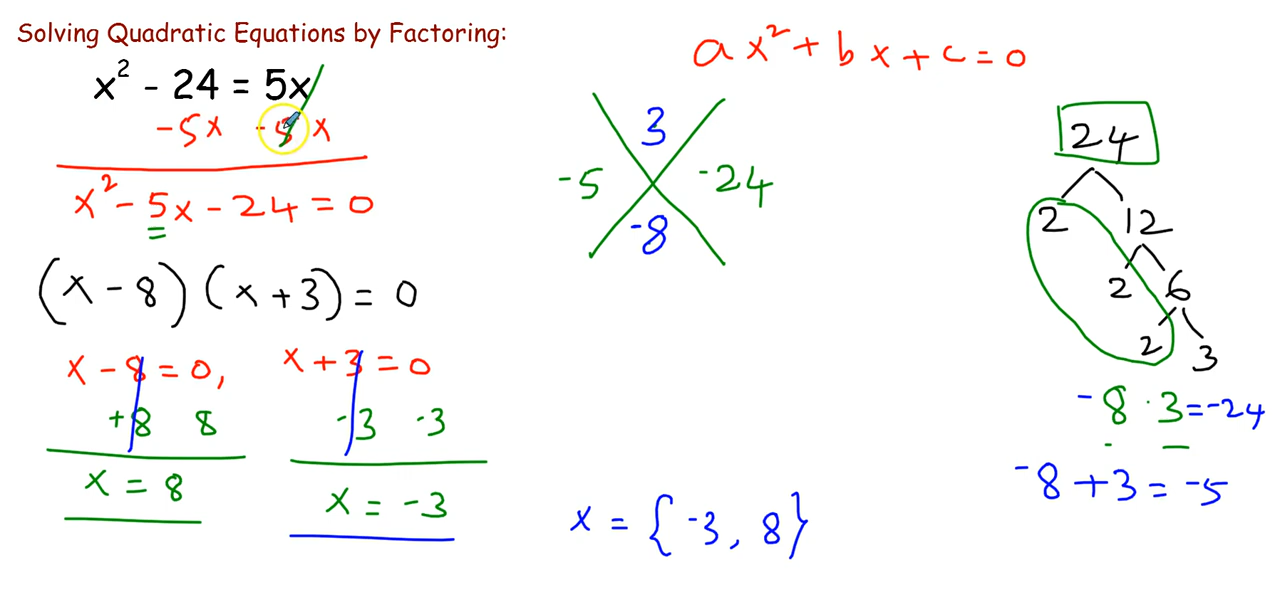 Solving Quadratic Equations by Factoring:
x² - 24 = 5x
-5x -5x
x² - 5x - 24 = 0
(x - 8) (x + 3) = 0
x - 8 = 0, x + 3 = 0
+8 8 -3 -3
x = 8 x = -3
ax² + bx + c = 0
3
-5 -24
-8
x = {-3, 8}
24
2 12
2 6
2 3
-8 · 3 = -24
-8 + 3 = -5